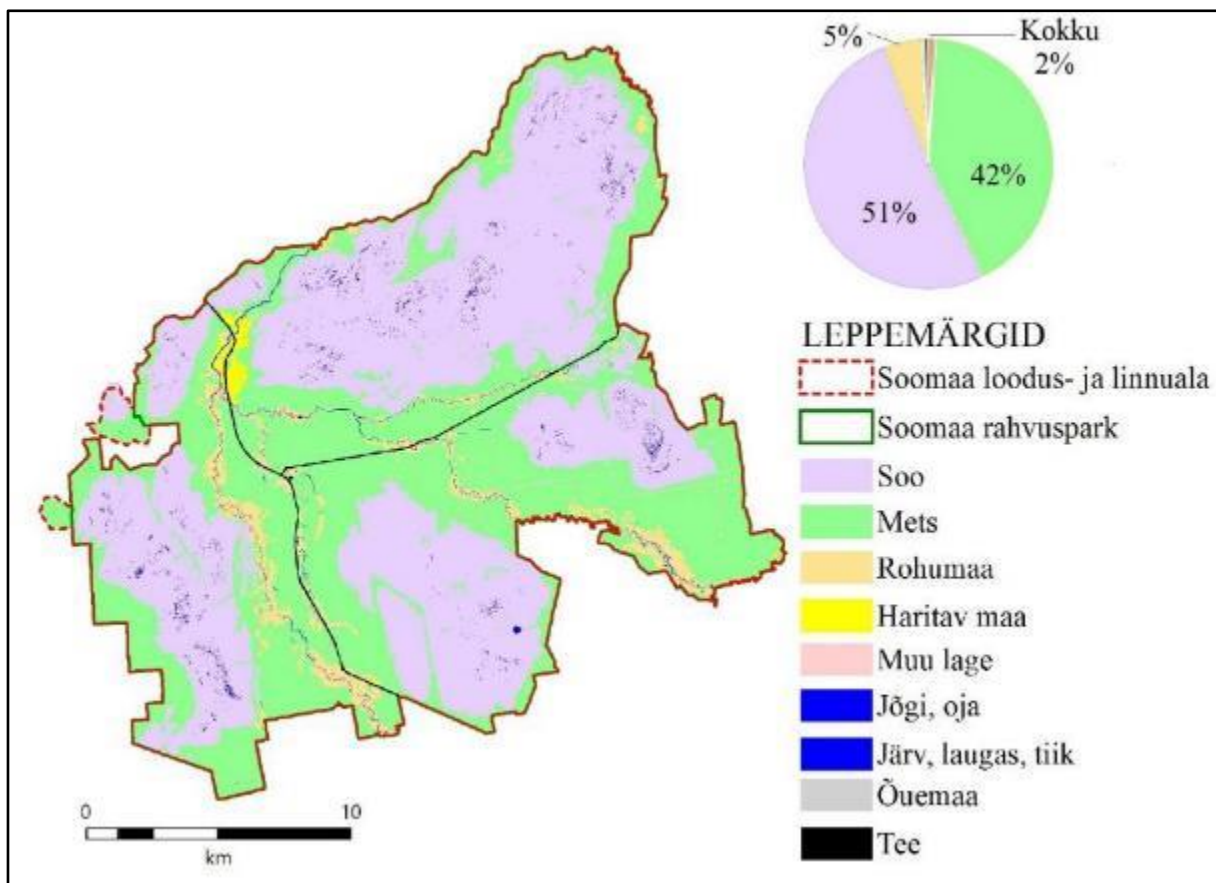 5%
Kokku
2%
42%
51%
LEPPEMÄRGID
Soomaa loodus- ja linnuala
Soomaa rahvuspark
Soo
Mets
Rohumaa
Haritav maa
Muu lage
Jõgi, oja
Järv, laugas, tiik
Õuemaa
Tee
0 10
km